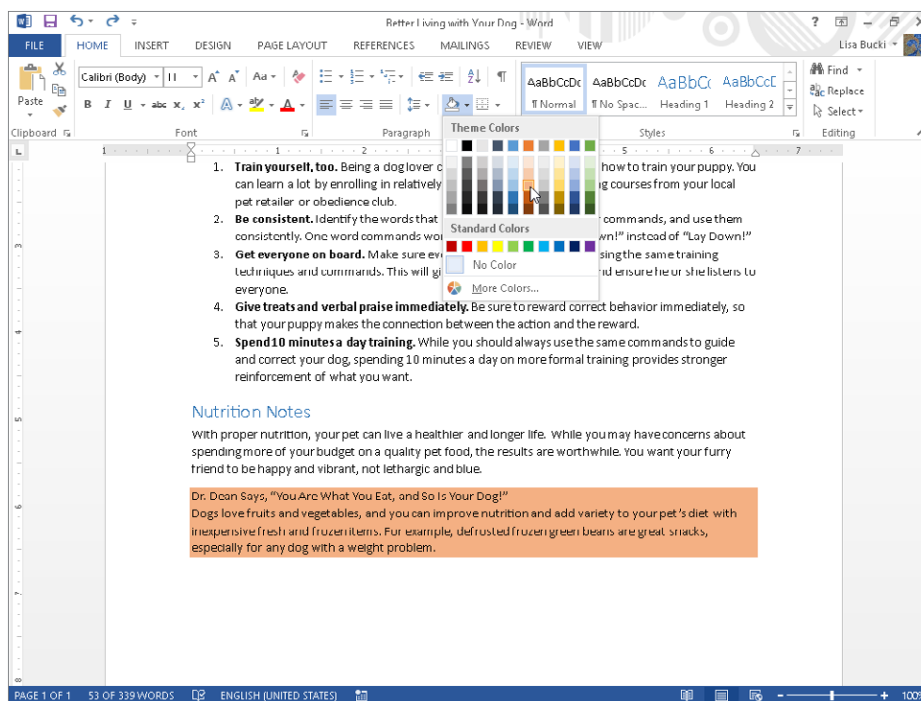 Better Living with Your Dog - Word
FILE HOME INSERT DESIGN PAGE LAYOUT REFERENCES MAILINGS REVIEW VIEW Lisa Bucki
Calibri (Body) 11 Aa
Paste
B I U abc x₂ x² A ab A
AaBbCcDc AaBbCcDc AaBbC( AaBbCcE
¶ Normal ¶ No Spac... Heading 1 Heading 2
Find
Replace
Select
Clipboard Font Paragraph Styles Editing
Theme Colors
Standard Colors
No Color
More Colors...
1 1 2 5 6 7
1. Train yourself, too. Being a dog lover c how to train your puppy. You
can learn a lot by enrolling in relatively g courses from your local
pet retailer or obedience club.
2. Be consistent. Identify the words that commands, and use them
consistently. One word commands wo wn!" instead of "Lay Down!"
3. Get everyone on board. Make sure eve sing the same training
techniques and commands. This will gi nd ensure he or she listens to
everyone.
4. Give treats and verbal praise immediately. Be sure to reward correct behavior immediately, so
that your puppy makes the connection between the action and the reward.
5. Spend 10 minutes a day training. While you should always use the same commands to guide
and correct your dog, spending 10 minutes a day on more formal training provides stronger
reinforcement of what you want.
Nutrition Notes
With proper nutrition, your pet can live a healthier and longer life. While you may have concerns about
spending more of your budget on a quality pet food, the results are worthwhile. You want your furry
friend to be happy and vibrant, not lethargic and blue.
Dr. Dean Says, "You Are What You Eat, and So Is Your Dog!"
Dogs love fruits and vegetables, and you can improve nutrition and add variety to your pet's diet with
inexpensive fresh and frozen items. For example, defrosted frozen green beans are great snacks,
especially for any dog with a weight problem.
PAGE 1 OF 1 53 OF 339 WORDS ENGLISH (UNITED STATES) 100%